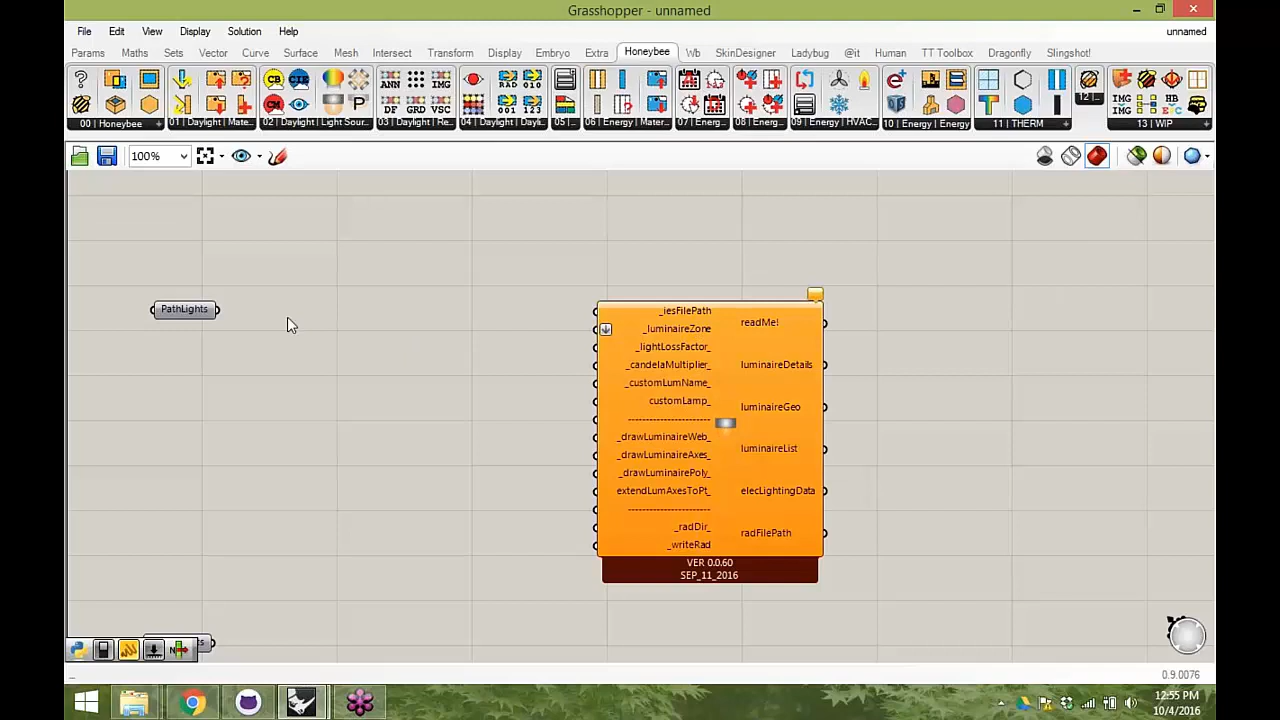 Grasshopper - unnamed
File Edit View Display Solution Help unnamed
Params Maths Sets Vector Curve Surface Mesh Intersect Transform Display Embryo Extra Honeybee Wb SkinDesigner Ladybug @it Human TT Toolbox Dragonfly Slingshot!
00 | Honeybee 01 | Daylight | Mate... 02 | Daylight | Light Sour... 03 | Daylight | Re... 04 | Daylight | Dayli... 05 |... 06 | Energy | Mater... 07 | Energ... 08 | Energ... 09 | Energy | HVAC... 10 | Energy | Energy 11 | THERM 12 |... 13 | WIP
100%
PathLights
_iesFilePath
_luminaireZone
_lightLossFactor_
_candelaMultiplier_
_customLumName_
customLamp_
----------------------
_drawLuminaireWeb_
_drawLuminaireAxes_
_drawLuminairePoly_
extendLumAxesToPt_
----------------------
_radDir_
_writeRad
readMe!
luminaireDetails
luminaireGeo
luminaireList
elecLightingData
radFilePath
VER 0.0.60
SEP_11_2016
0.9.0076
12:55 PM
10/4/2016